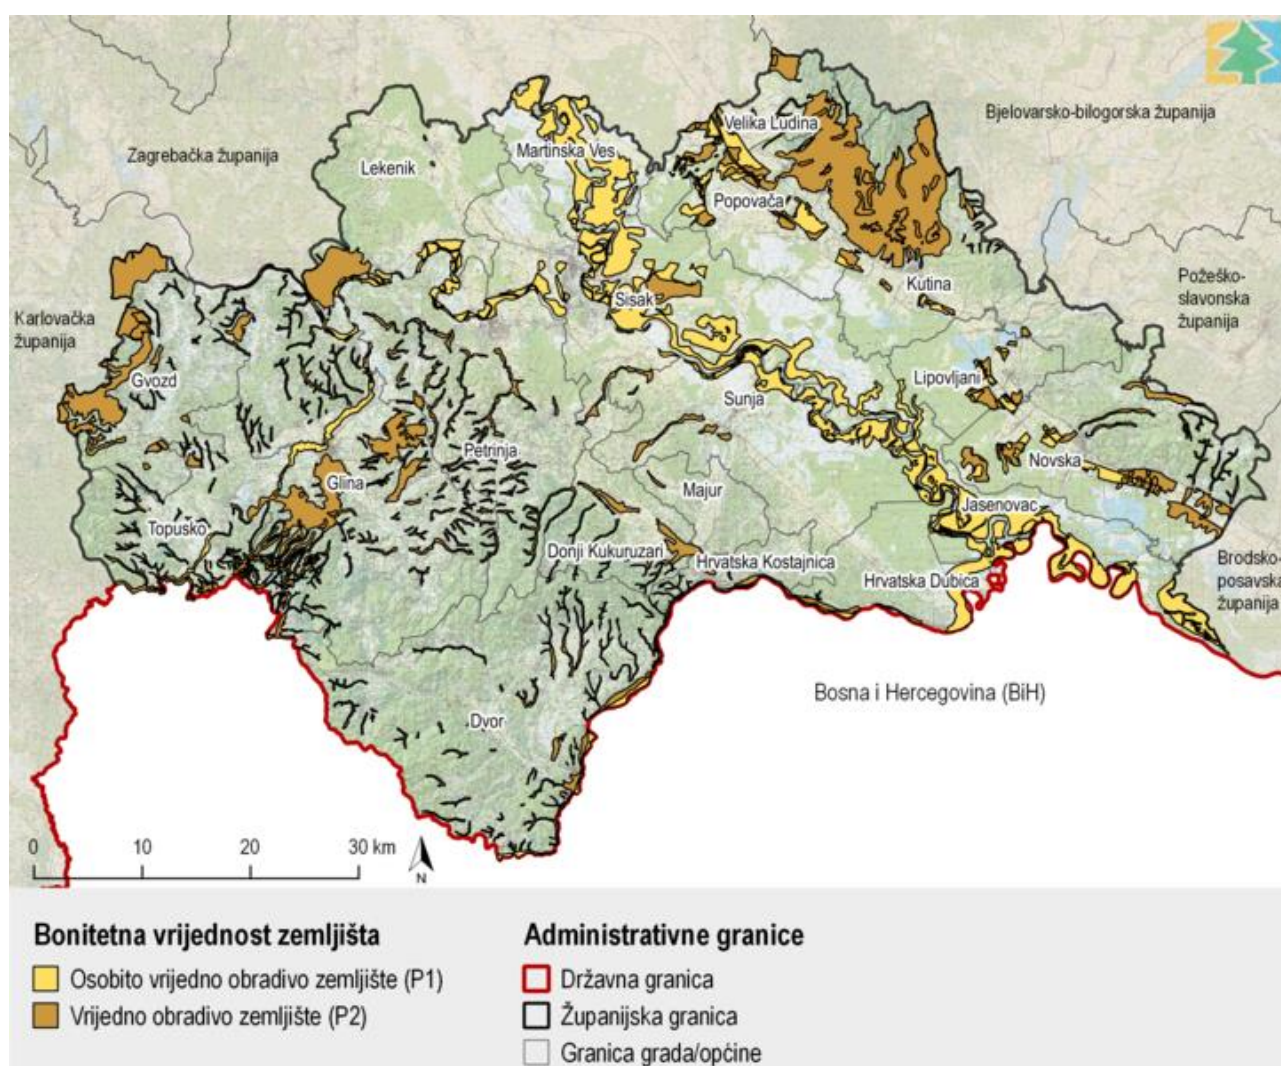 Bjelovarsko-bilogorska županija
Velika Ludina
Zagrebačka županija
Martinska Ves
Lekenik
Popovača
Požeško-
slavonska
županija
Kutina
Sisak
Karlovačka
županija
Gvozd
Lipovljani
Sunja
Petrinja
Novska
Glina
Majur
Jasenovac
Topusko
Donji Kukuruzari
Hrvatska Kostajnica
Hrvatska Dubica
Brodsko-
posavska
županija
Bosna i Hercegovina (BiH)
Dvor
0 10 20 30 km
N
Bonitetna vrijednost zemljišta
Osobito vrijedno obradivo zemljište (P1)
Vrijedno obradivo zemljište (P2)
Administrativne granice
Državna granica
Županijska granica
Granica grada/općine